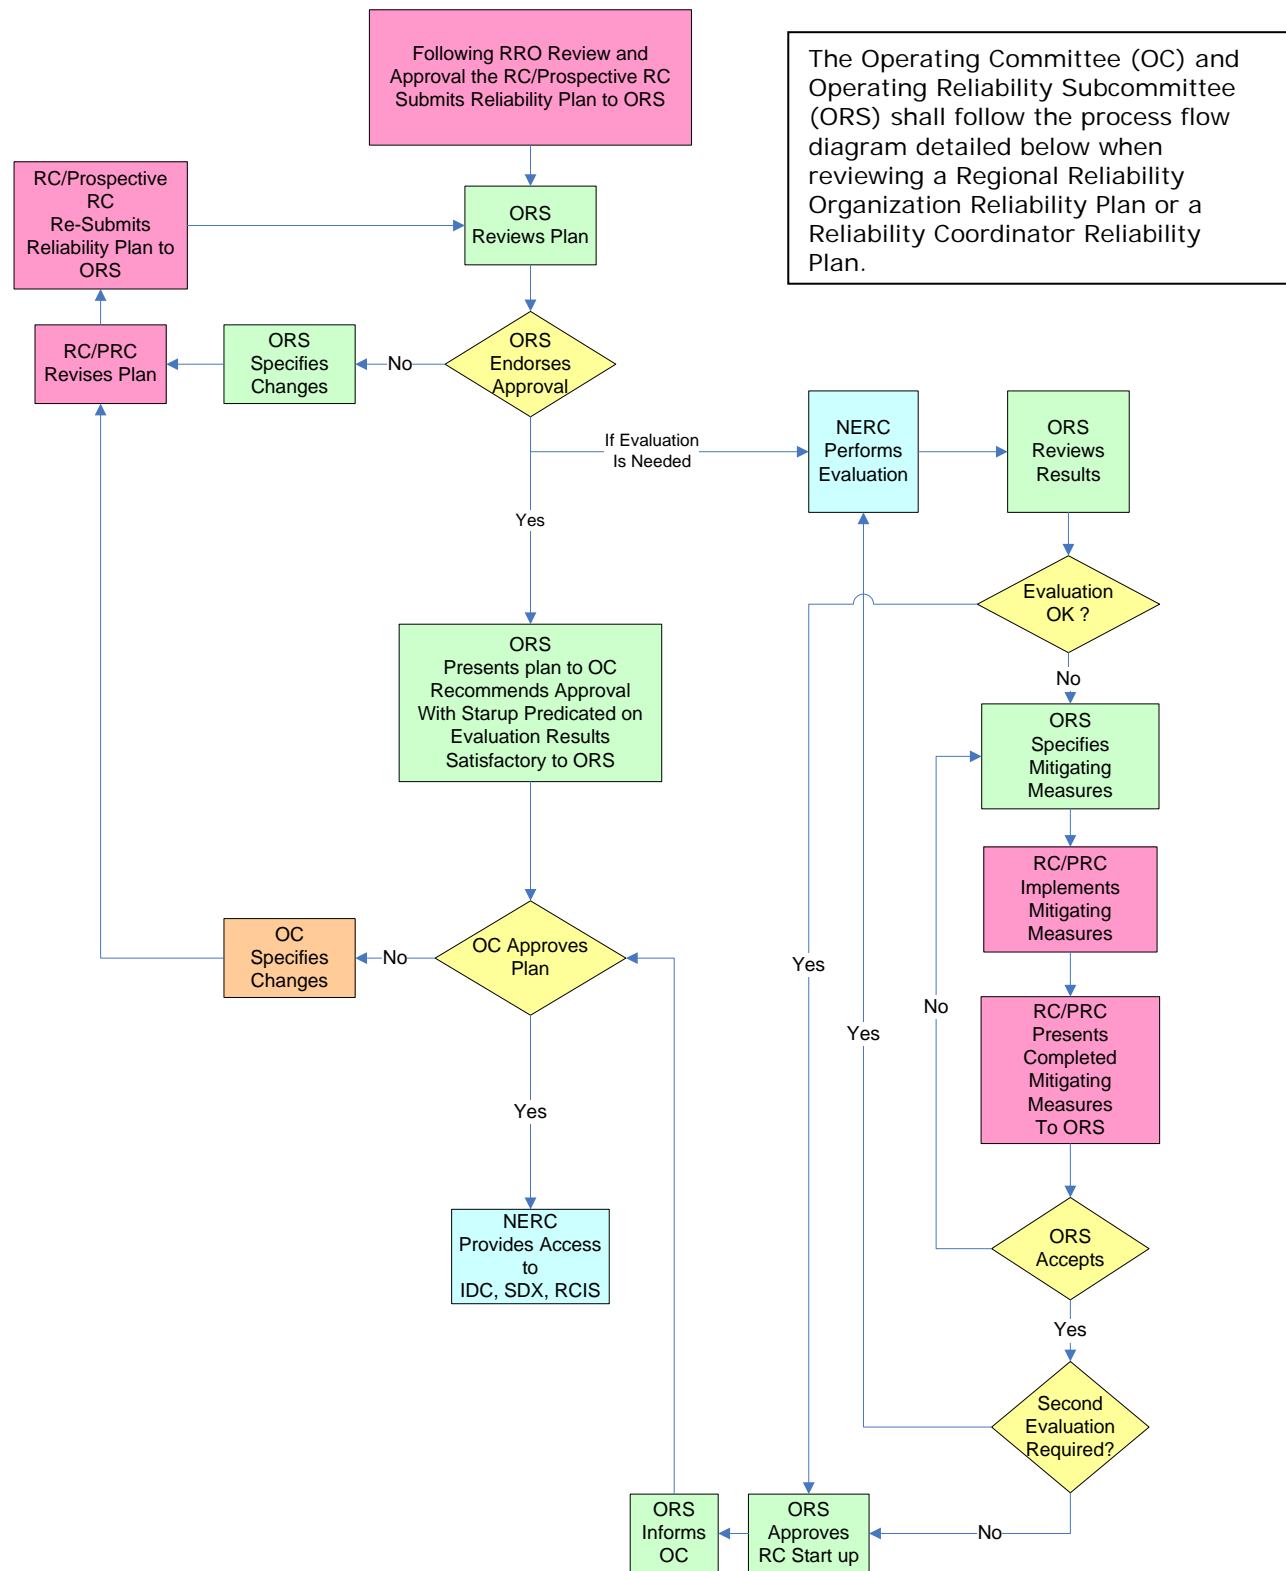 Following RRO Review and
Approval the RC/Prospective RC
Submits Reliability Plan to ORS
The Operating Committee (OC) and
Operating Reliability Subcommittee
(ORS) shall follow the process flow
diagram detailed below when
reviewing a Regional Reliability
Organization Reliability Plan or a
Reliability Coordinator Reliability
Plan.
RC/Prospective
RC
Re-Submits
Reliability Plan to
ORS
ORS
Reviews Plan
RC/PRC
Revises Plan
ORS
Specifies
Changes
No
ORS
Endorses
Approval
If Evaluation
Is Needed
NERC
Performs
Evaluation
ORS
Reviews
Results
Yes
Evaluation
OK ?
No
ORS
Presents plan to OC
Recommends Approval
With Starup Predicated on
Evaluation Results
Satisfactory to ORS
ORS
Specifies
Mitigating
Measures
RC/PRC
Implements
Mitigating
Measures
OC
Specifies
Changes
No
OC Approves
Plan
Yes
No
Yes
RC/PRC
Presents
Completed
Mitigating
Measures
To ORS
Yes
NERC
Provides Access
to
IDC, SDX, RCIS
ORS
Accepts
Yes
Second
Evaluation
Required?
ORS
Informs
OC
ORS
Approves
RC Start up
No